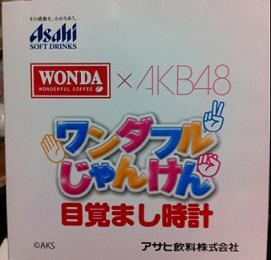 その感動を、わかちあう。
Asahi
SOFT DRINKS
WONDA
WONDERFUL COFFEE
×AKB48
ワンダフル
じゃんけん
目覚まし時計
©AKS
アサヒ飲料株式会社